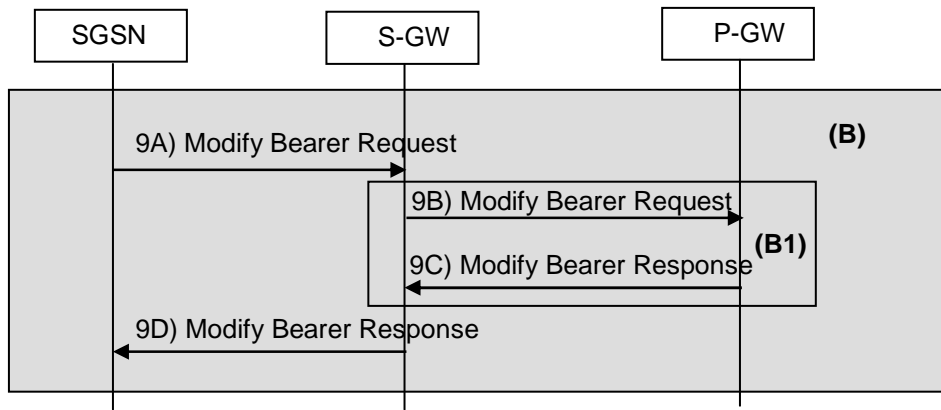 SGSN
S-GW
P-GW
(B)
9A) Modify Bearer Request
9B) Modify Bearer Request
(B1)
9C) Modify Bearer Response
9D) Modify Bearer Response